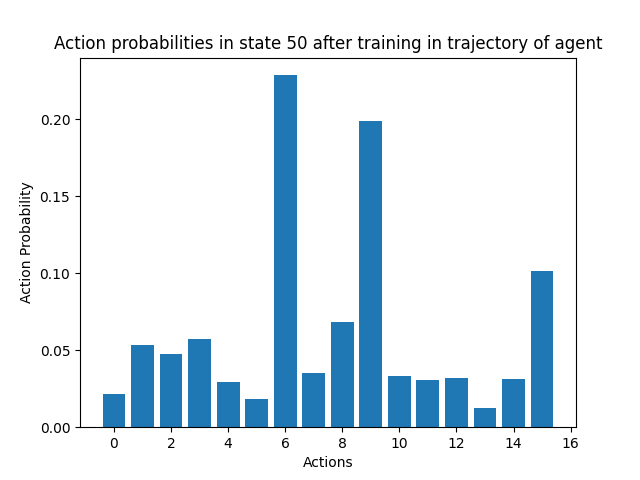 Action probabilities in state 50 after training in trajectory of agent
0.20
0.15
0.10
0.05
0.00
Action Probability
0 2 4 6 8 10 12 14 16
Actions